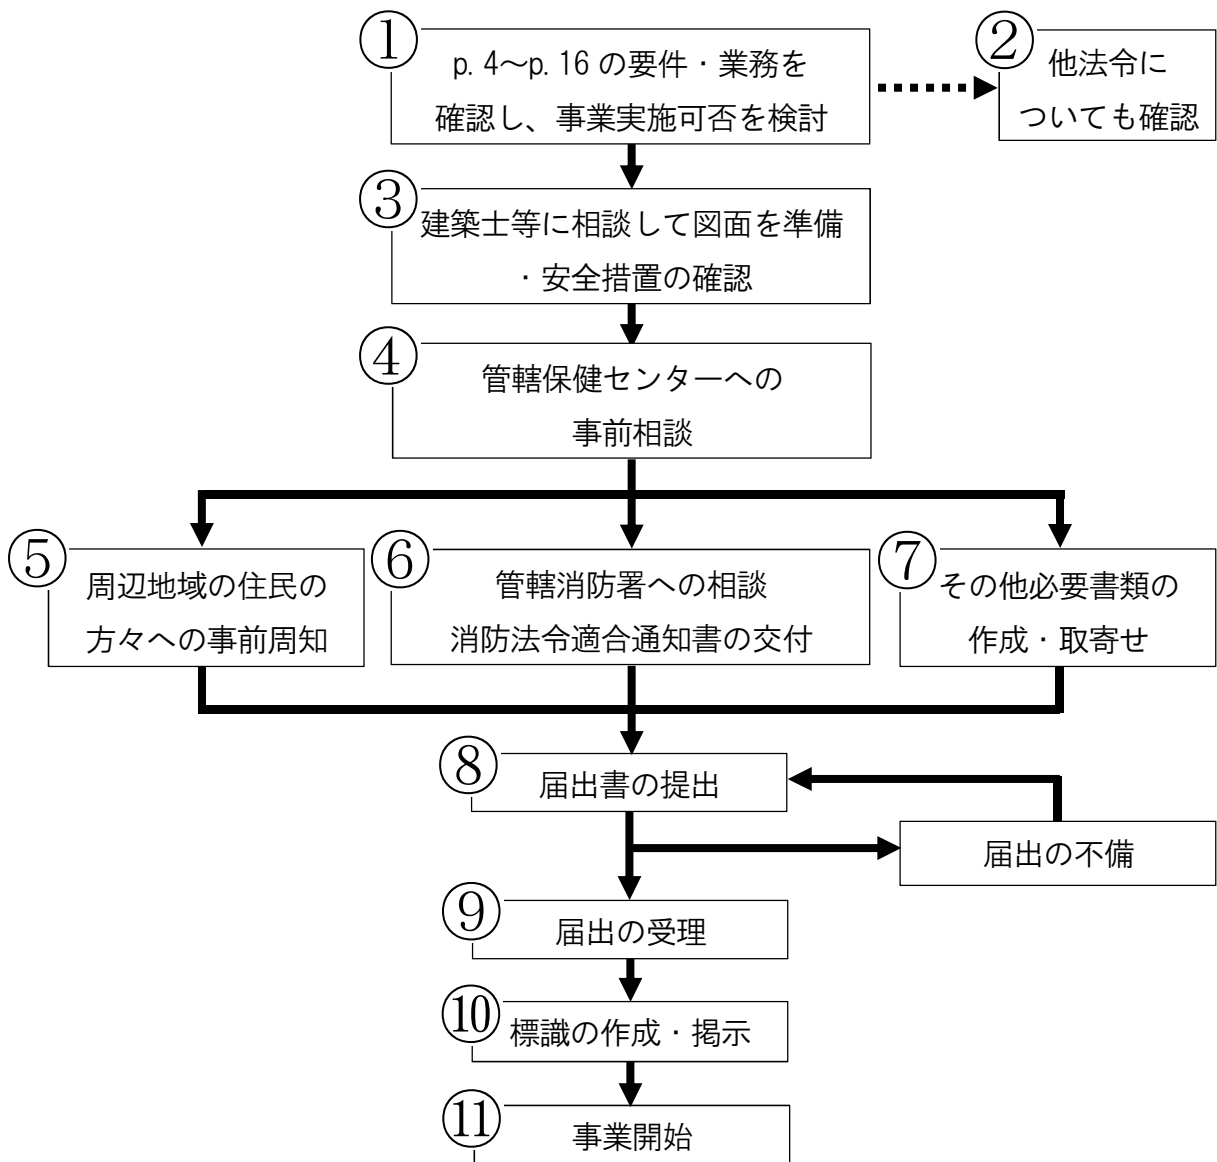 ①
p. 4～p. 16 の要件・業務を
確認し、事業実施可否を検討
②
他法令に
ついても確認
③
建築士等に相談して図面を準備
・安全措置の確認
④
管轄保健センターへの
事前相談
⑤
周辺地域の住民の
方々への事前周知
⑥
管轄消防署への相談
消防法令適合通知書の交付
⑦
その他必要書類の
作成・取寄せ
⑧
届出書の提出
届出の不備
⑨
届出の受理
⑩
標識の作成・掲示
⑪
事業開始